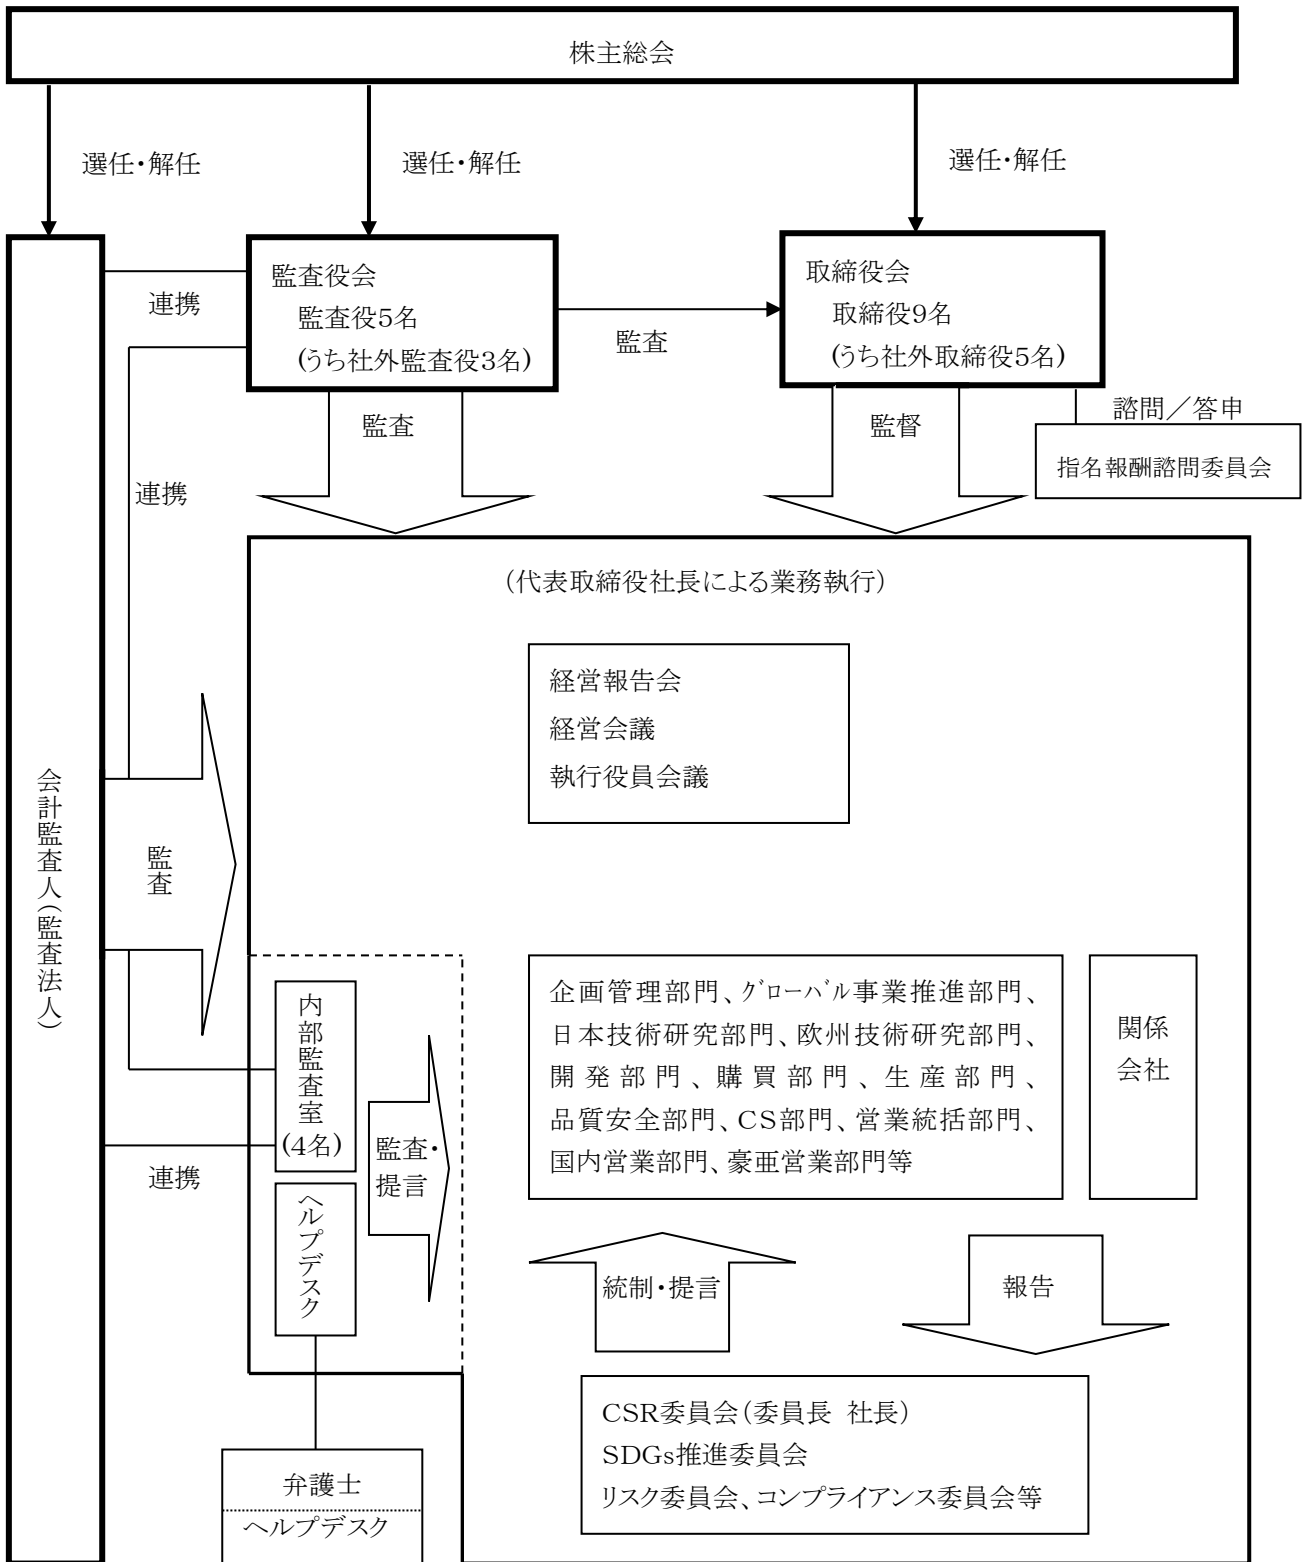 株主総会
選任・解任
選任・解任
選任・解任
監査役会
監査役5名
(うち社外監査役3名)
取締役会
取締役9名
(うち社外取締役5名)
連携
監査
監査
監督
諮問／答申
指名報酬諮問委員会
連携
（代表取締役社長による業務執行）
経営報告会
経営会議
執行役員会議
会計監査人（監査法人）
監査
内部監査室
(4名)
監査・
提言
企画管理部門、ｸﾞﾛｰﾊﾞﾙ事業推進部門、
日本技術研究部門、欧州技術研究部門、
開発部門、購買部門、生産部門、
品質安全部門、CS部門、営業統括部門、
国内営業部門、豪亜営業部門等
関係
会社
連携
ヘルプデスク
統制・提言
報告
CSR委員会（委員長 社長）
SDGs推進委員会
リスク委員会、コンプライアンス委員会等
弁護士
ヘルプデスク